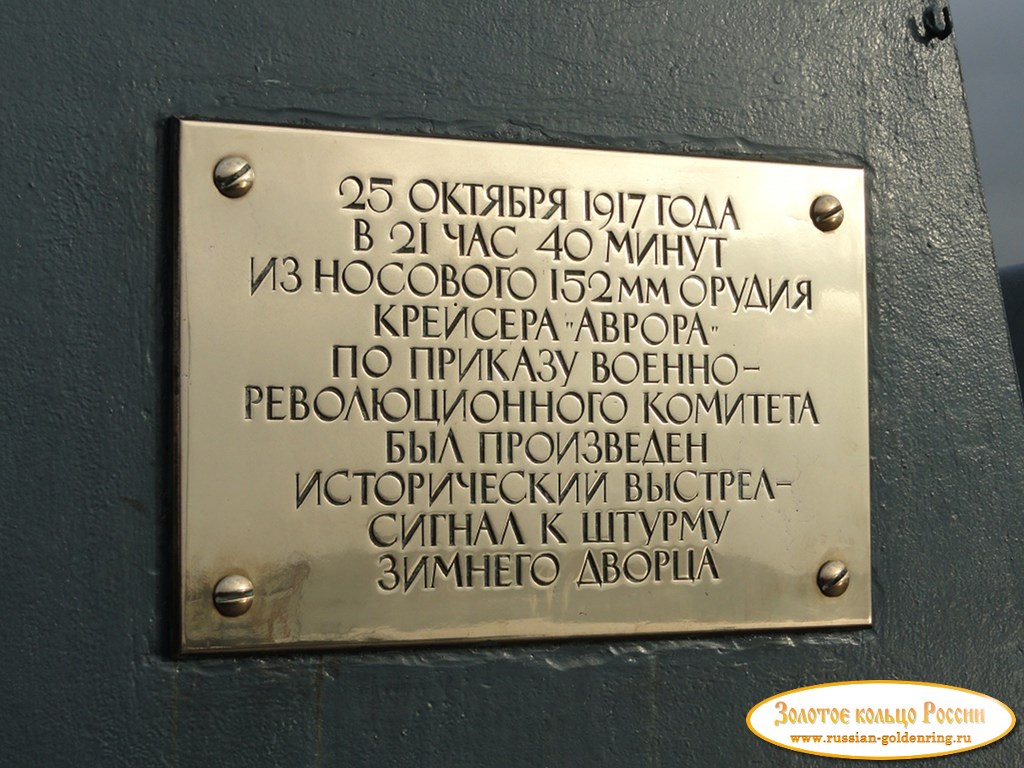 25 ОКТЯБРЯ 1917 ГОДА
В 21 ЧАС 40 МИНУТ
ИЗ НОСОВОГО 152ММ ОРУДИЯ
КРЕЙСЕРА "АВРОРА"
ПО ПРИКАЗУ ВОЕННО-
РЕВОЛЮЦИОННОГО КОМИТЕТА
БЫЛ ПРОИЗВЕДЕН
ИСТОРИЧЕСКИЙ ВЫСТРЕЛ-
СИГНАЛ К ШТУРМУ
ЗИМНЕГО ДВОРЦА
Золотое кольцо России
www.russian-goldenring.ru